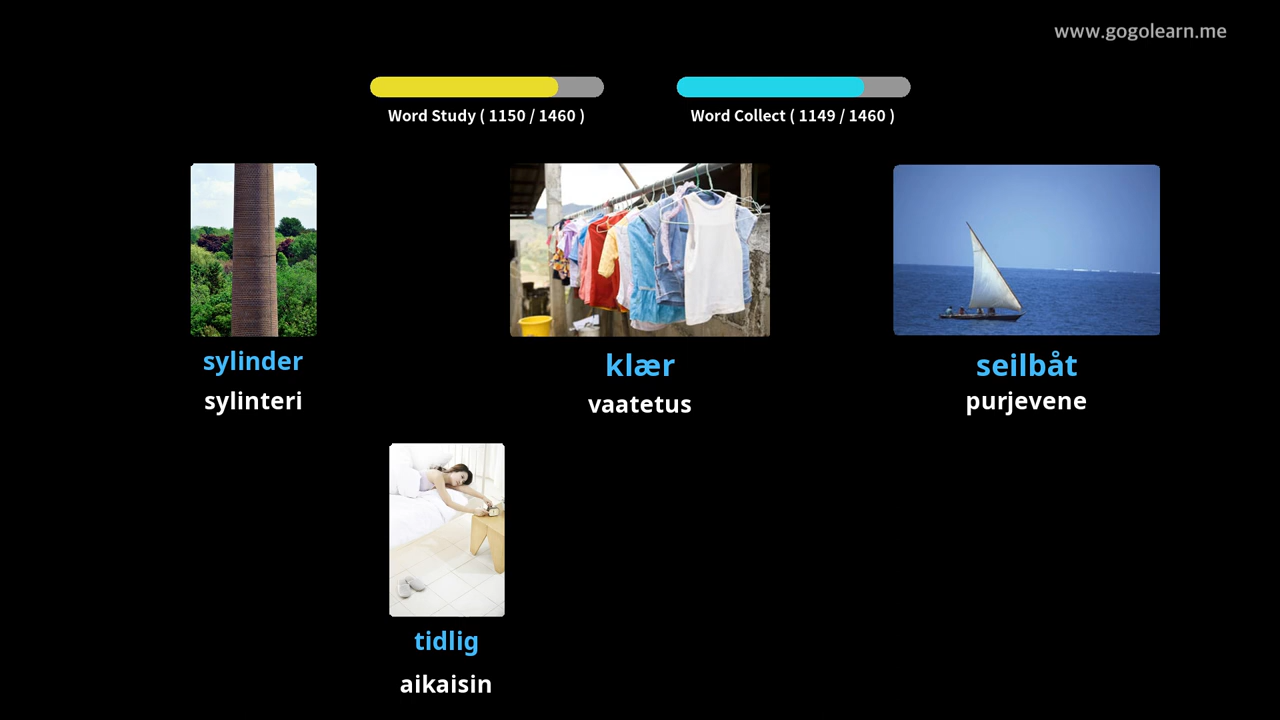 www.gogolearn.me
Word Study ( 1150 / 1460 )
Word Collect ( 1149 / 1460 )
sylinder
sylinteri
klær
vaatetus
seilbåt
purjevene
tidlig
aikaisin